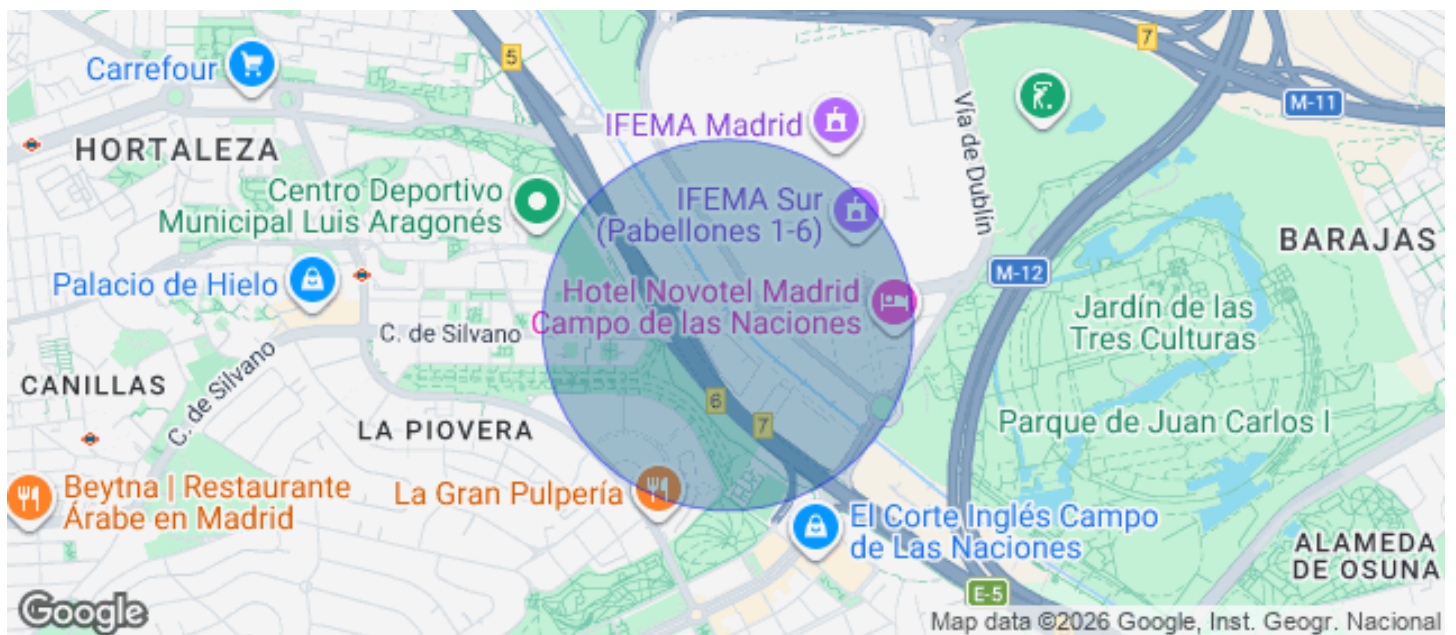 5
7
Carrefour
M-11
IFEMA Madrid
Vía de Dublín
HORTALEZA
Centro Deportivo
Municipal Luis Aragonés
IFEMA Sur
(Pabellones 1-6)
BARAJAS
M-12
Palacio de Hielo
Hotel Novotel Madrid
Campo de las Naciones
Jardín de las
Tres Culturas
C. de Silvano
CANILLAS
C. de Silvano
6
7
LA PIOVERA
Parque de Juan Carlos I
Beytna | Restaurante
Árabe en Madrid
La Gran Pulpería
El Corte Inglés Campo
de Las Naciones
ALAMEDA
DE OSUNA
E-5
Google
Map data ©2026 Google, Inst. Geogr. Nacional